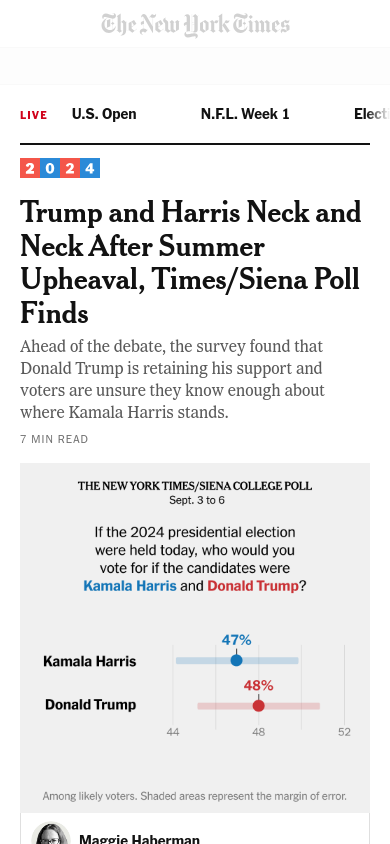 The New York Times
LIVE U.S. Open N.F.L. Week 1 Elect
2024
Trump and Harris Neck and
Neck After Summer
Upheaval, Times/Siena Poll
Finds
Ahead of the debate, the survey found that
Donald Trump is retaining his support and
voters are unsure they know enough about
where Kamala Harris stands.
7 MIN READ
THE NEW YORK TIMES/SIENA COLLEGE POLL
Sept. 3 to 6
If the 2024 presidential election
were held today, who would you
vote for if the candidates were
Kamala Harris and Donald Trump?
47%
Kamala Harris
48%
Donald Trump
44 48 52
Among likely voters. Shaded areas represent the margin of error.
Maggie Haberman